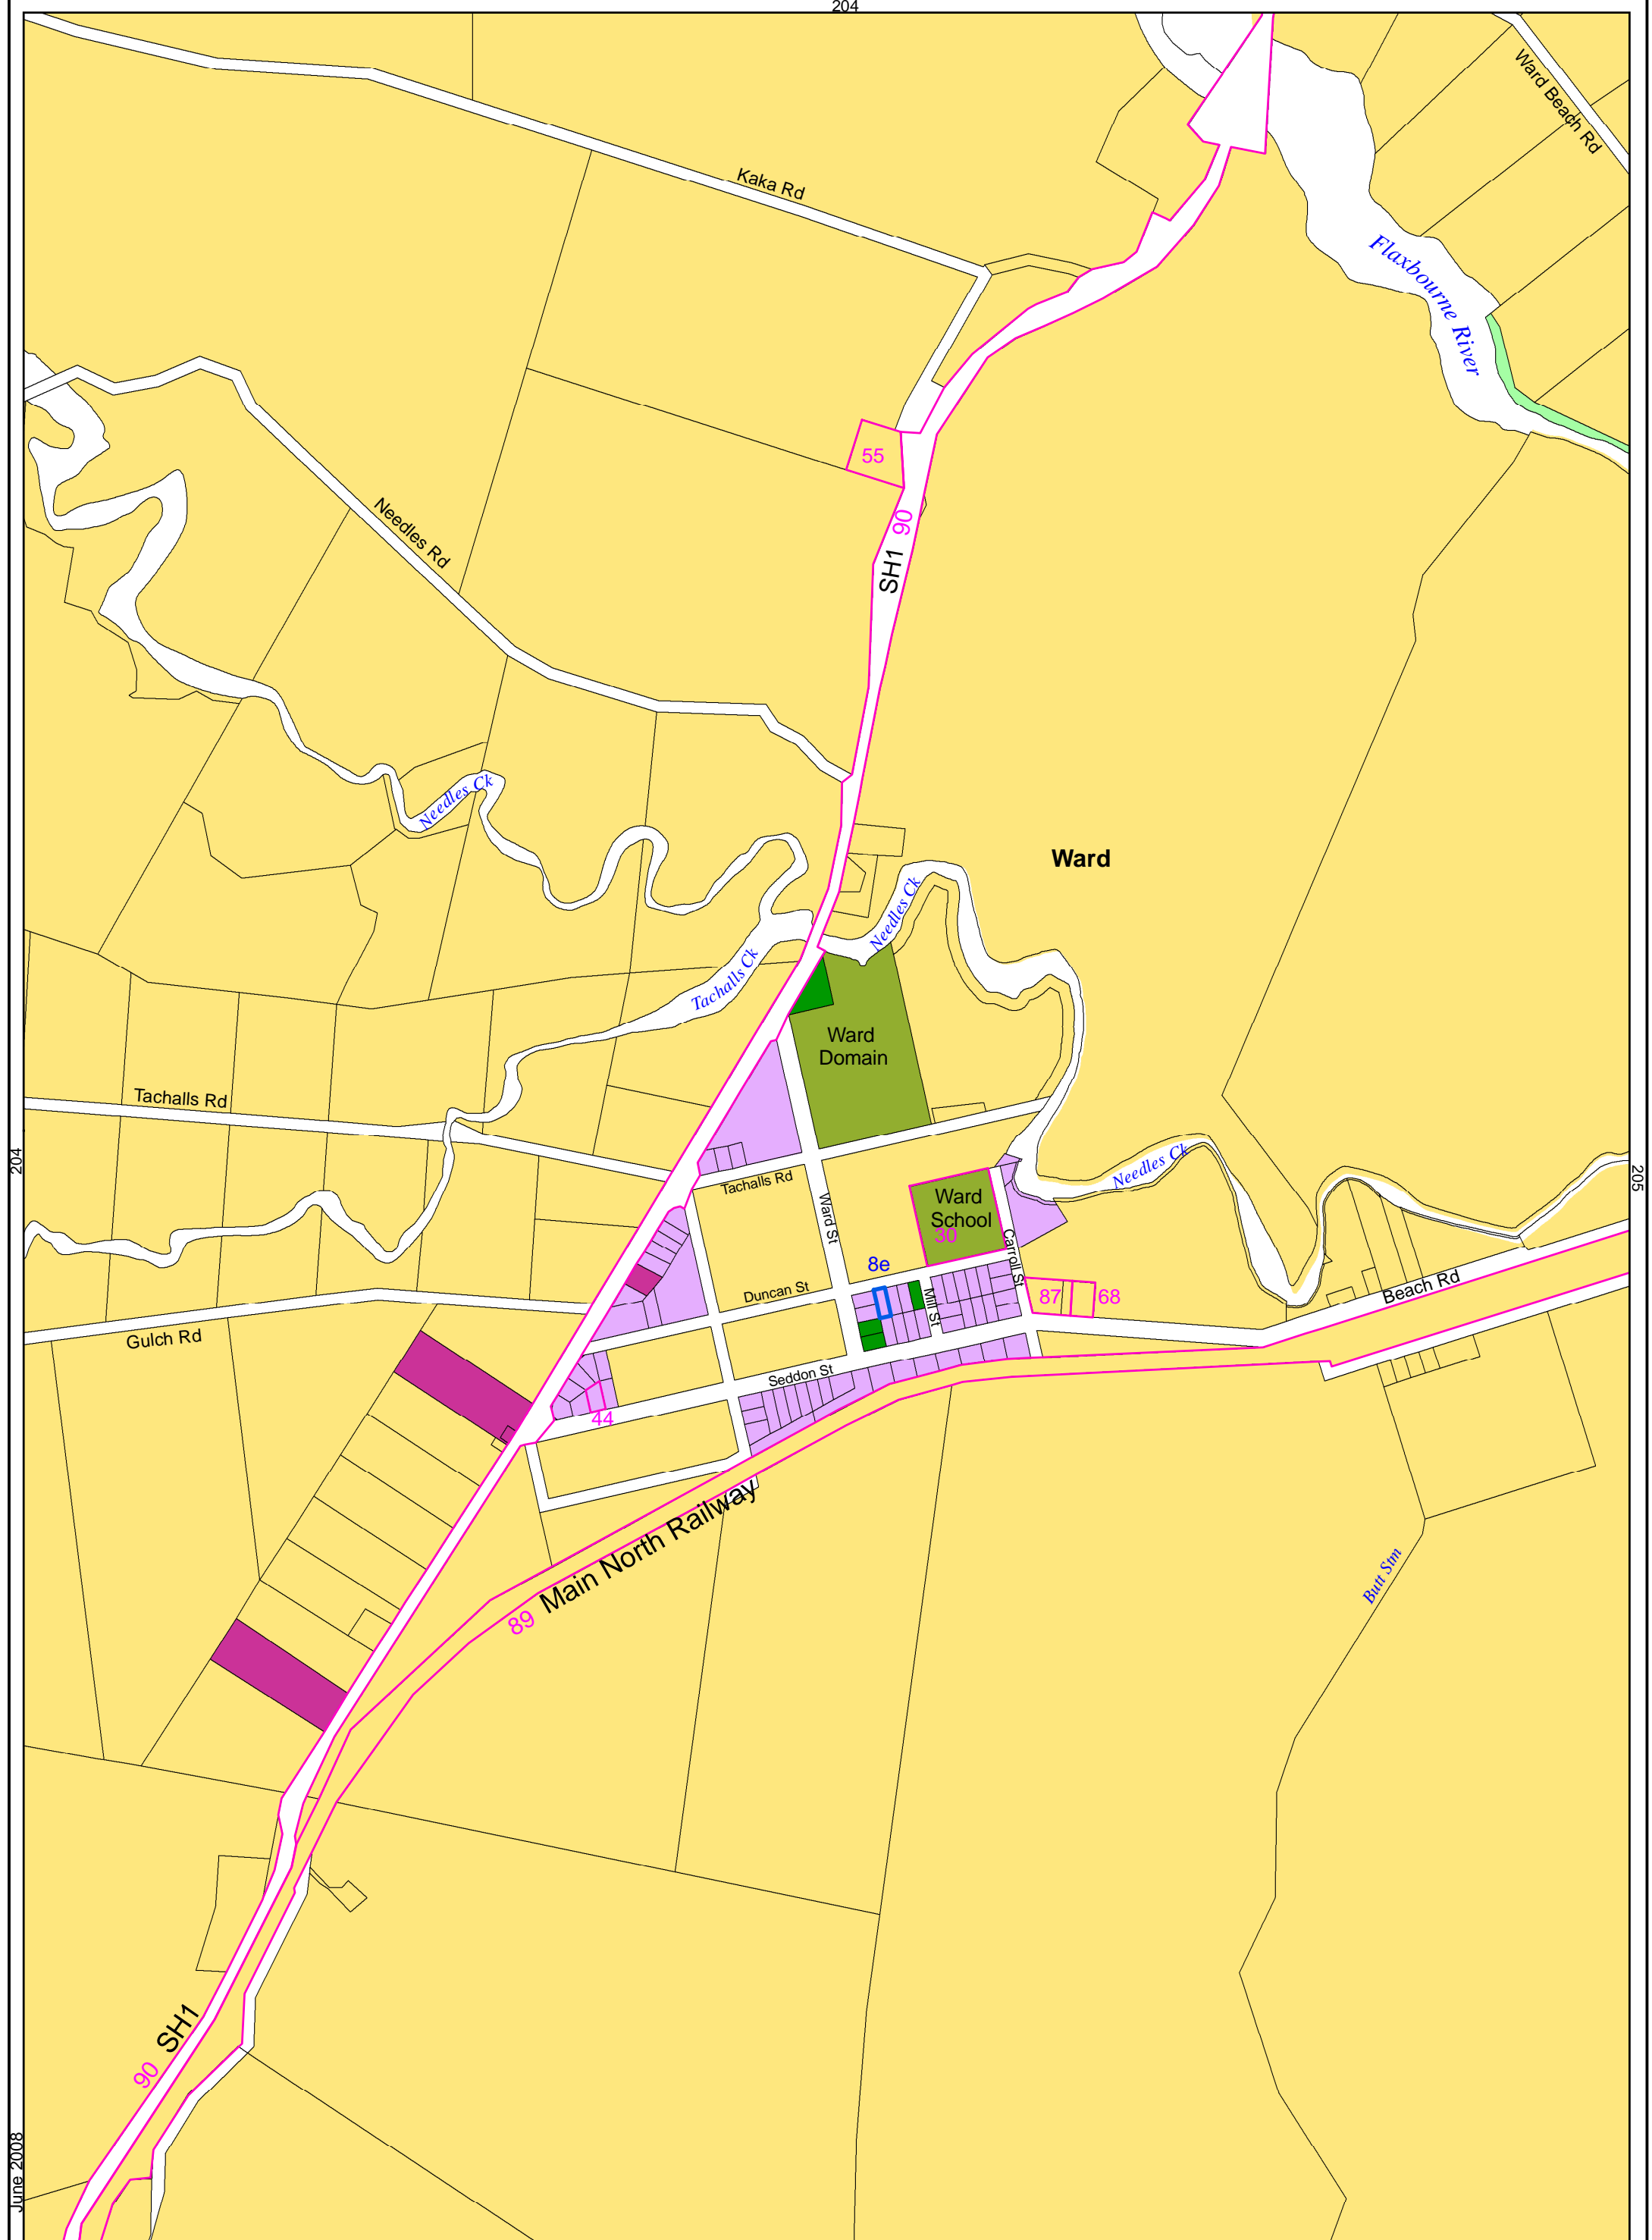 204
Ward Beach Rd
Kaka Rd
Flaxbourne River
55
Needles Rd
90
SH1
Needles Ck
Ward
Needles Ck
Tachalls Ck
Ward
Domain
Tachalls Rd
204
205
Needles Ck
Tachalls Rd
Ward St
Ward
School
30
Carroll St
8e
Duncan St
Mill St
87
68
Beach Rd
Gulch Rd
Seddon St
44
Main North Railway
89
Butt Stm
SH1
90
June 2008